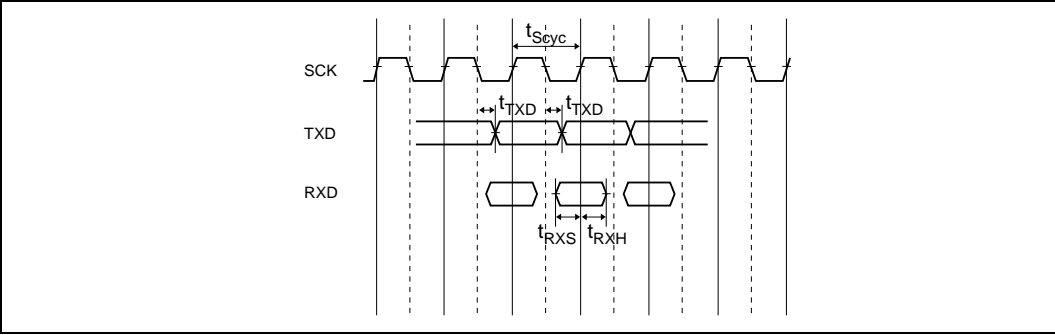 tScyc
SCK
tTXD tTXD
TXD
RXD
tRXS tRXH